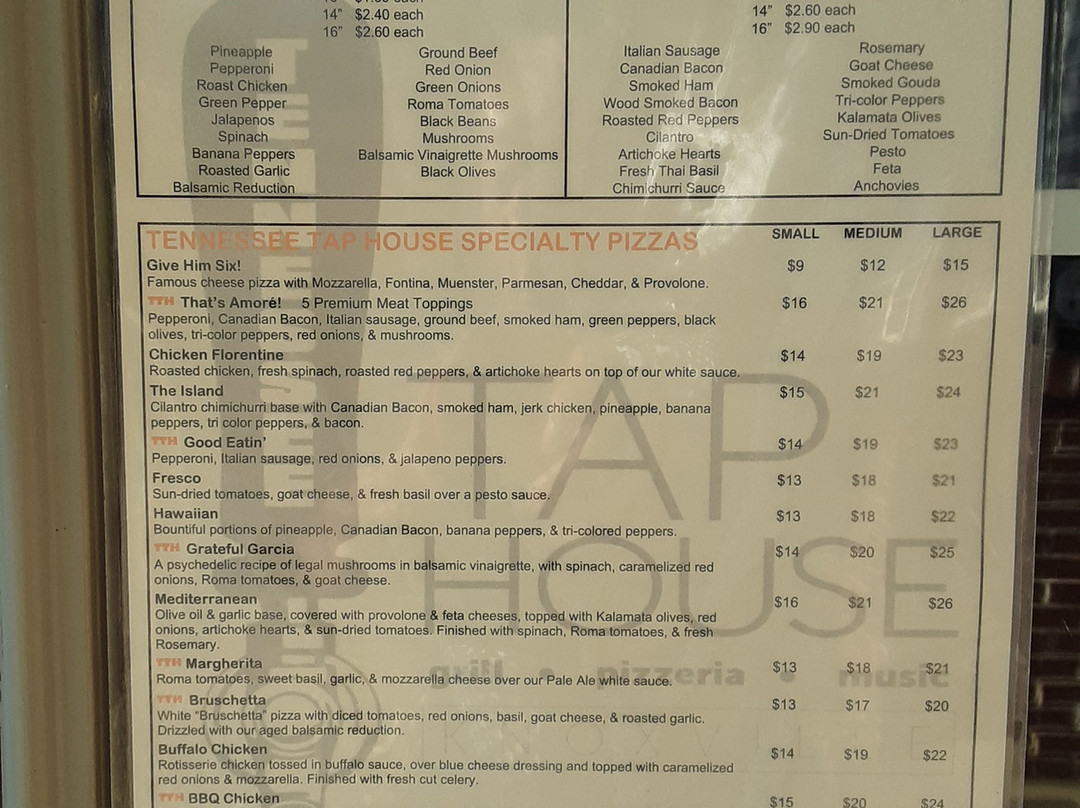 14” $2.40 each
16” $2.60 each
Pineapple
Pepperoni
Roast Chicken
Green Pepper
Jalapenos
Spinach
Banana Peppers
Roasted Garlic
Balsamic Reduction
Ground Beef
Red Onion
Green Onions
Roma Tomatoes
Black Beans
Mushrooms
Balsamic Vinaigrette Mushrooms
Black Olives
14” $2.60 each
16” $2.90 each
Italian Sausage
Canadian Bacon
Smoked Ham
Wood Smoked Bacon
Roasted Red Peppers
Cilantro
Artichoke Hearts
Fresh Thai Basil
Chimichurri Sauce
Rosemary
Goat Cheese
Smoked Gouda
Tri-color Peppers
Kalamata Olives
Sun-Dried Tomatoes
Pesto
Feta
Anchovies
TENNESSEE TAP HOUSE SPECIALTY PIZZAS SMALL MEDIUM LARGE
Give Him Six! $9 $12 $15
Famous cheese pizza with Mozzarella, Fontina, Muenster, Parmesan, Cheddar, & Provolone.
TTH That’s Amoré! 5 Premium Meat Toppings $16 $21 $26
Pepperoni, Canadian Bacon, Italian sausage, ground beef, smoked ham, green peppers, black
olives, tri-color peppers, red onions, & mushrooms.
Chicken Florentine $14 $19 $23
Roasted chicken, fresh spinach, roasted red peppers, & artichoke hearts on top of our white sauce.
The Island $15 $21 $24
Cilantro chimichurri base with Canadian Bacon, smoked ham, jerk chicken, pineapple, banana
peppers, tri color peppers, & bacon.
TTH Good Eatin’ $14 $19 $23
Pepperoni, Italian sausage, red onions, & jalapeno peppers.
Fresco $13 $18 $21
Sun-dried tomatoes, goat cheese, & fresh basil over a pesto sauce.
Hawaiian $13 $18 $22
Bountiful portions of pineapple, Canadian Bacon, banana peppers, & tri-colored peppers.
TTH Grateful Garcia $14 $20 $25
A psychedelic recipe of legal mushrooms in balsamic vinaigrette, with spinach, caramelized red
onions, Roma tomatoes, & goat cheese.
Mediterranean $16 $21 $26
Olive oil & garlic base, covered with provolone & feta cheeses, topped with Kalamata olives, red
onions, artichoke hearts, & sun-dried tomatoes. Finished with spinach, Roma tomatoes, & fresh
Rosemary.
TTH Margherita $13 $18 $21
Roma tomatoes, sweet basil, garlic, & mozzarella cheese over our Pale Ale white sauce.
TTH Bruschetta $13 $17 $20
White “Bruschetta” pizza with diced tomatoes, red onions, basil, goat cheese, & roasted garlic.
Drizzled with our aged balsamic reduction.
Buffalo Chicken $14 $19 $22
Rotisserie chicken tossed in buffalo sauce, over blue cheese dressing and topped with caramelized
red onions & mozzarella. Finished with fresh cut celery.
TTH BBQ Chicken $15 $20 $24
TENNESSEE
TAP
HOUSE
grill • pizzeria • music
KNOXVILLE